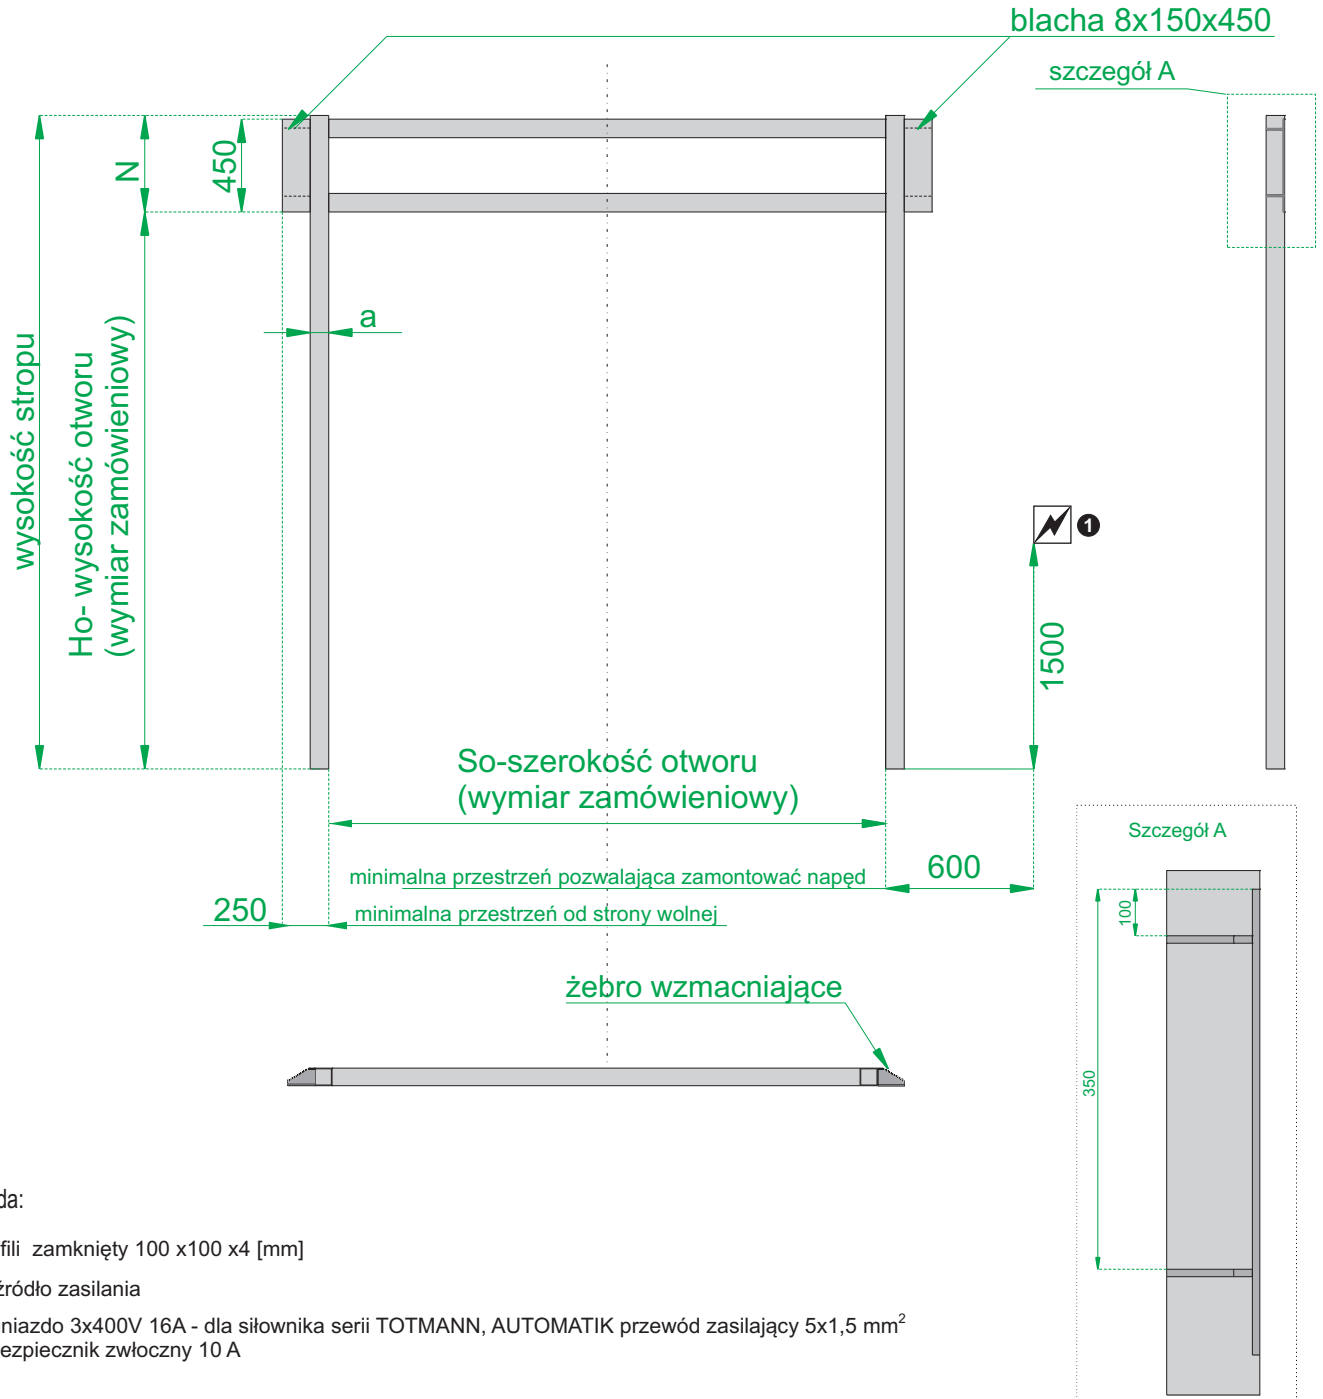 blacha 8x150x450
szczegół A
N
450
a
wysokość stropu
Ho- wysokość otworu
(wymiar zamówieniowy)
1
1500
So-szerokość otworu
(wymiar zamówieniowy)
Szczegół A
minimalna przestrzeń pozwalająca zamontować napęd
600
250
minimalna przestrzeń od strony wolnej
100
żebro wzmacniające
350
da:
fili zamknięty 100 x100 x4 [mm]
źródło zasilania
niazdo 3x400V 16A - dla siłownika serii TOTMANN, AUTOMATIK przewód zasilający 5x1,5 mm²
ezpiecznik zwłoczny 10 A